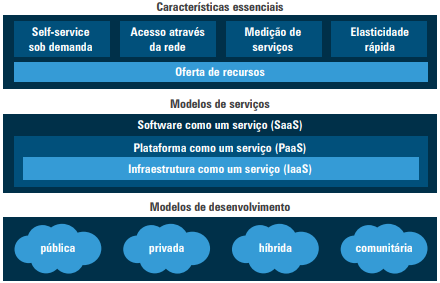 Características essenciais
Self-service
sob demanda
Acesso através
da rede
Medição de
serviços
Elasticidade
rápida
Oferta de recursos
Modelos de serviços
Software como um serviço (SaaS)
Plataforma como um serviço (PaaS)
Infraestrutura como um serviço (IaaS)
Modelos de desenvolvimento
pública
privada
híbrida
comunitária